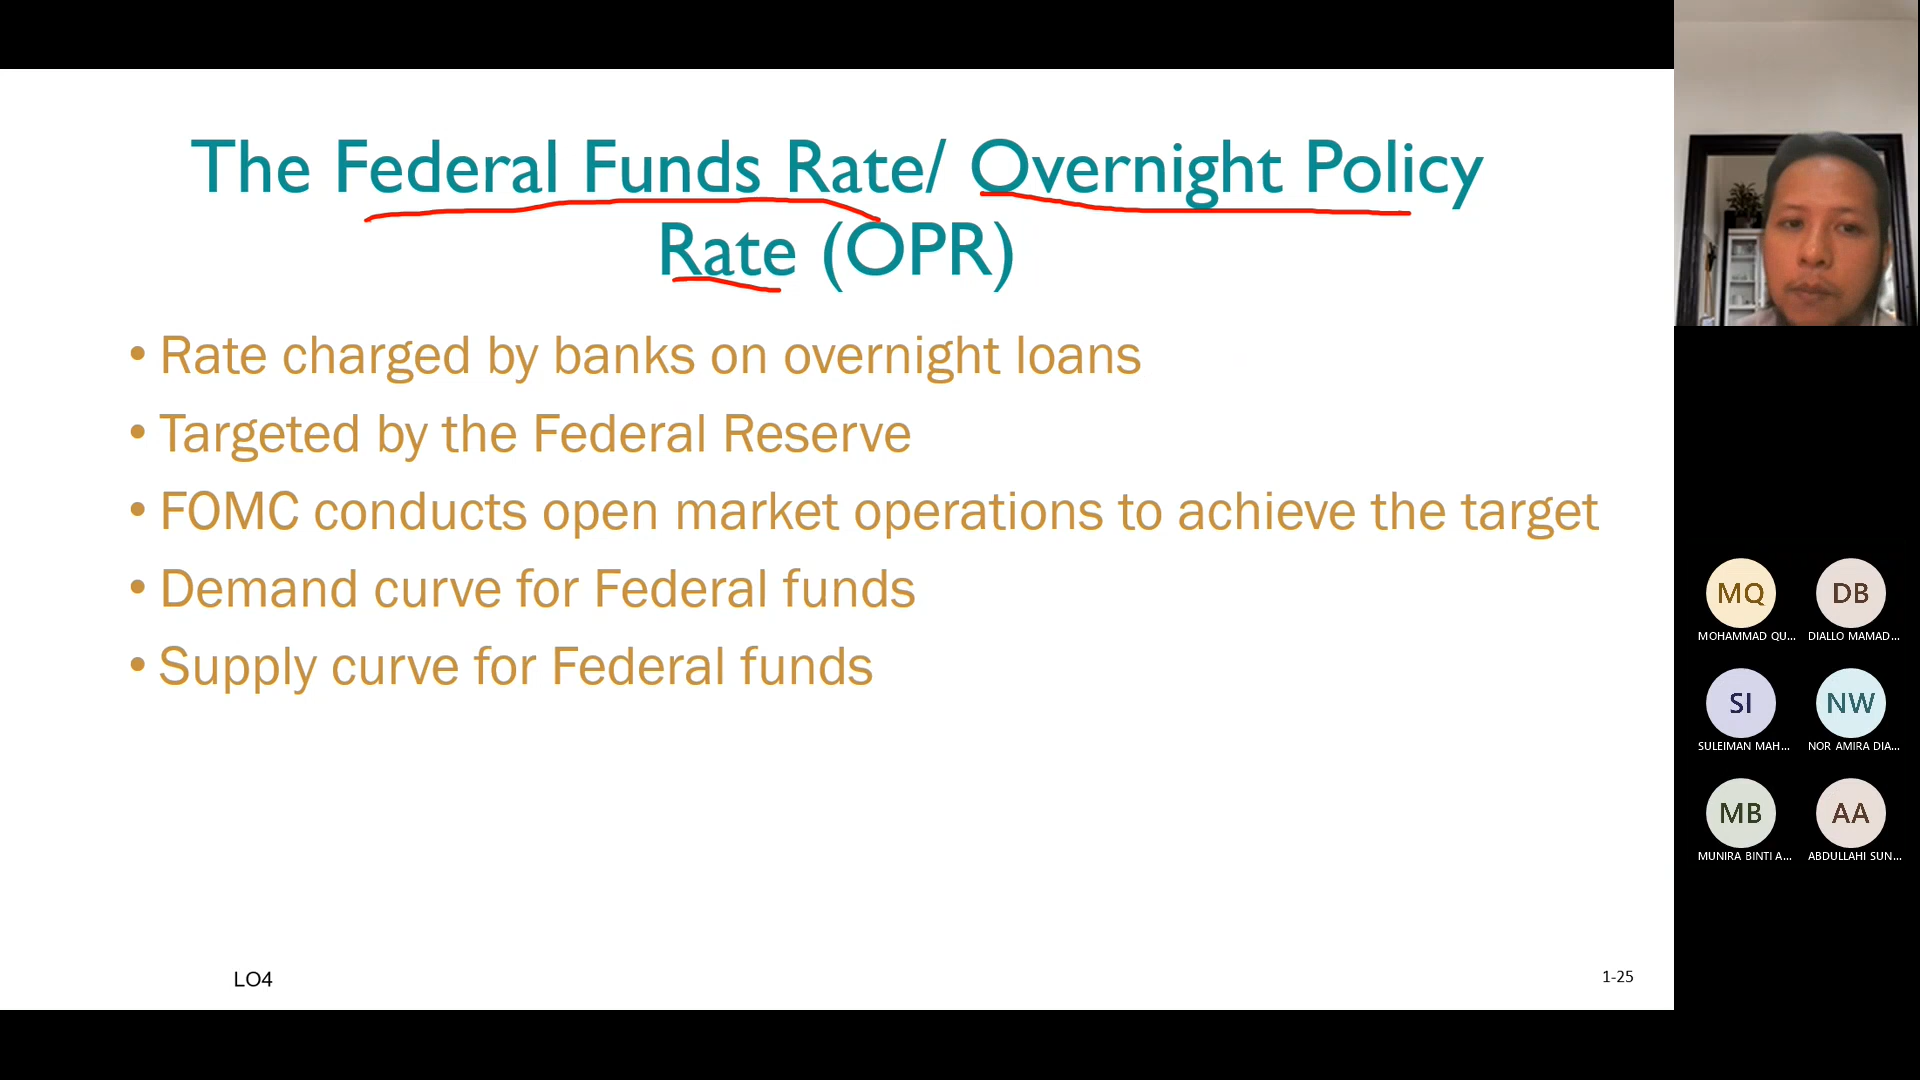 The Federal Funds Rate/ Overnight Policy
Rate (OPR)
• Rate charged by banks on overnight loans
• Targeted by the Federal Reserve
• FOMC conducts open market operations to achieve the target
• Demand curve for Federal funds
• Supply curve for Federal funds
LO4
1-25
MQ
DB
MOHAMMAD QU...
DIALLO MAMAD...
SI
NW
SULEIMAN MAH...
NOR AMIRA DIA...
MB
AA
MUNIRA BINTI A...
ABDULLAHI SUN...